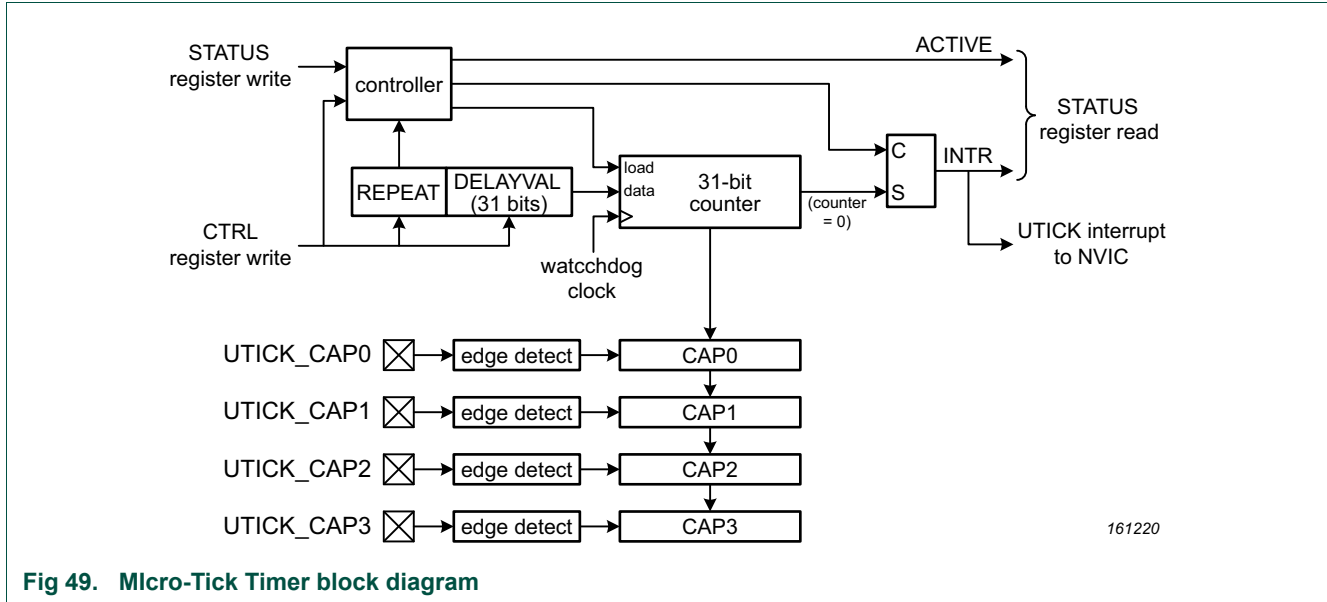 STATUS
register write
controller
ACTIVE
STATUS
register read
C
INTR
S
REPEAT
DELAYVAL
(31 bits)
load
data
31-bit
counter
(counter
= 0)
CTRL
register write
watcchdog
clock
UTICK interrupt
to NVIC
UTICK_CAP0
edge detect
CAP0
UTICK_CAP1
edge detect
CAP1
UTICK_CAP2
edge detect
CAP2
UTICK_CAP3
edge detect
CAP3
161220
Fig 49. MIcro-Tick Timer block diagram